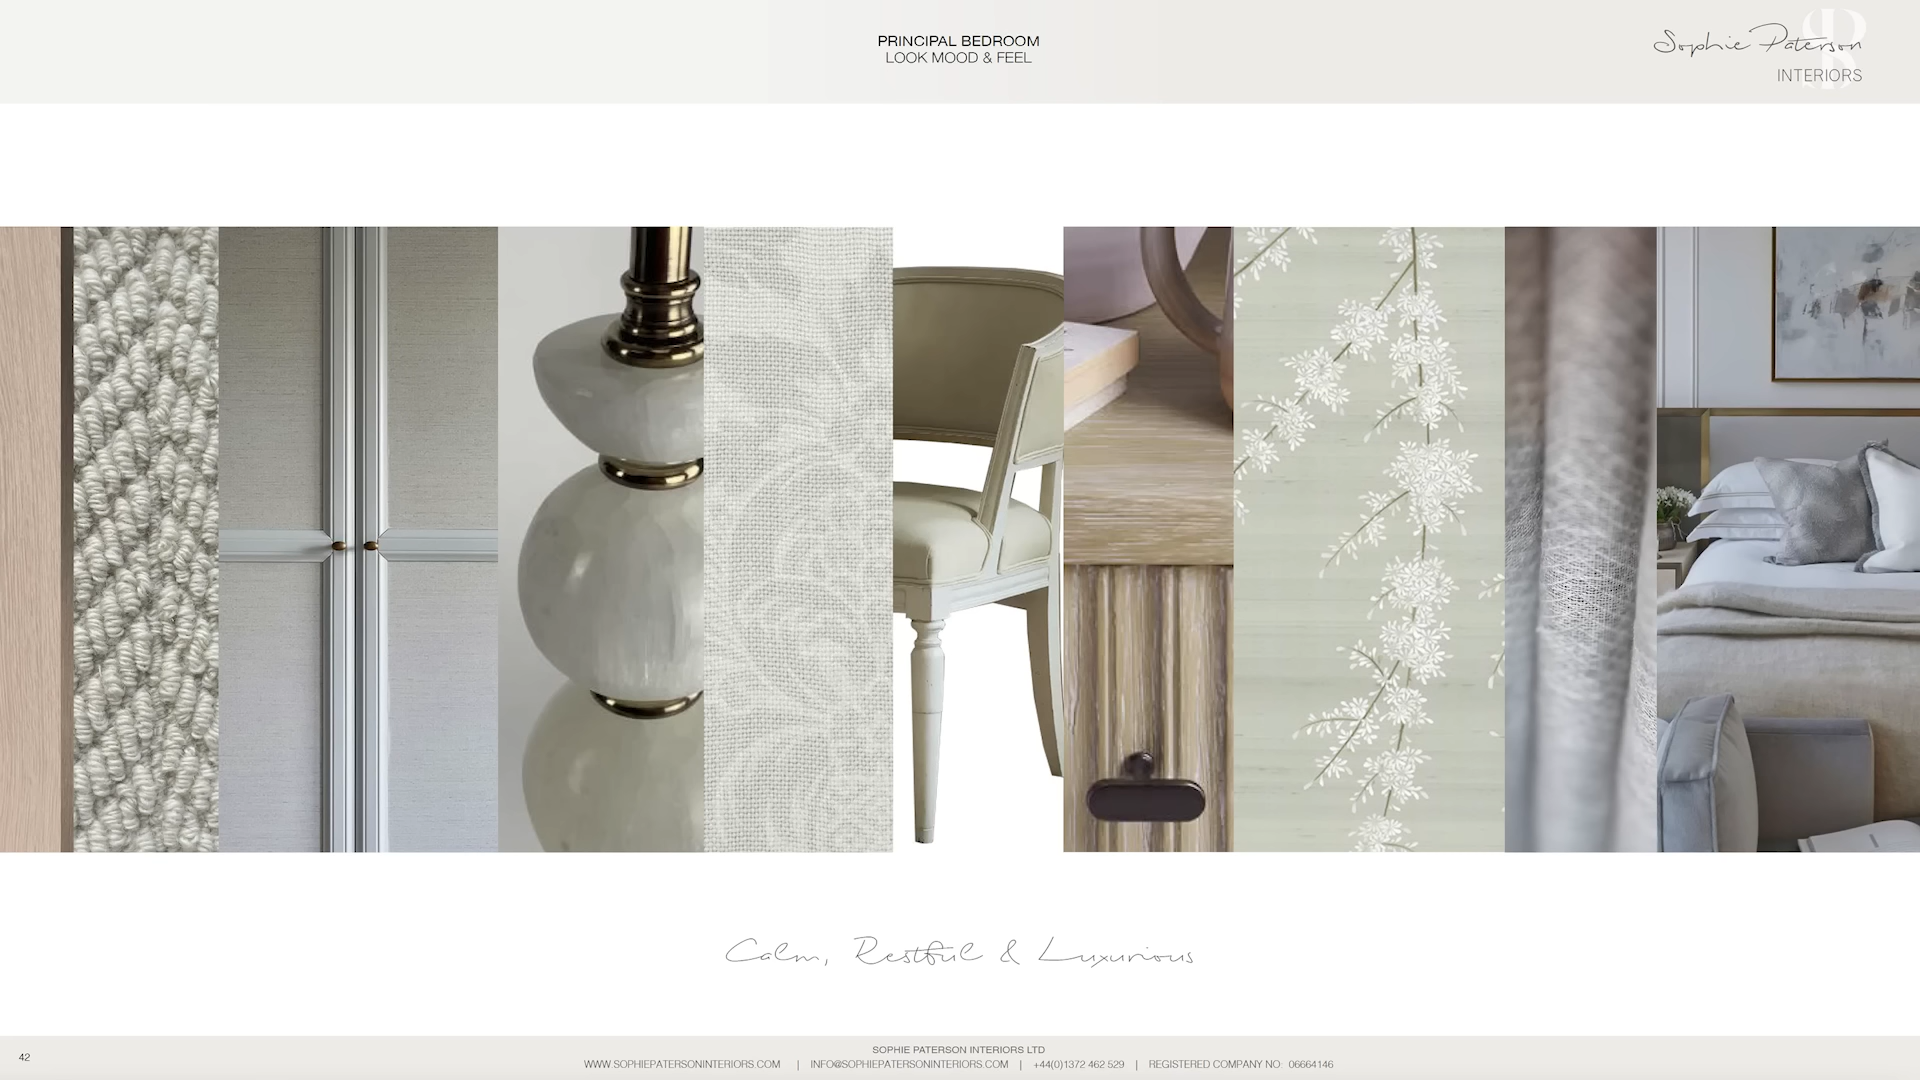 PRINCIPAL BEDROOM
LOOK MOOD & FEEL
Sophie Paterson
INTERIORS
Calm, Restful & Luxurious
42
SOPHIE PATERSON INTERIORS LTD
WWW.SOPHIEPATERSONINTERIORS.COM | INFO@SOPHIEPATERSONINTERIORS.COM | +44(0)1372 462 529 | REGISTERED COMPANY NO: 06664146